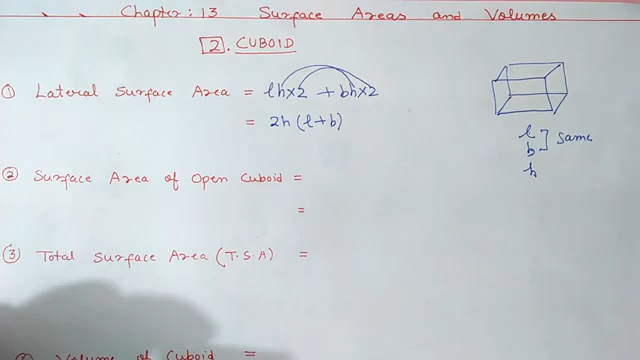 Chapter: 13 Surface Areas and Volumes
2. CUBOID
① Lateral Surface Area = lh×2 + bh×2
= 2h (l+b)
l
b ] same
h
② Surface Area of Open Cuboid =
=
③ Total Surface Area (T.S.A) =
Volume of Cuboid =